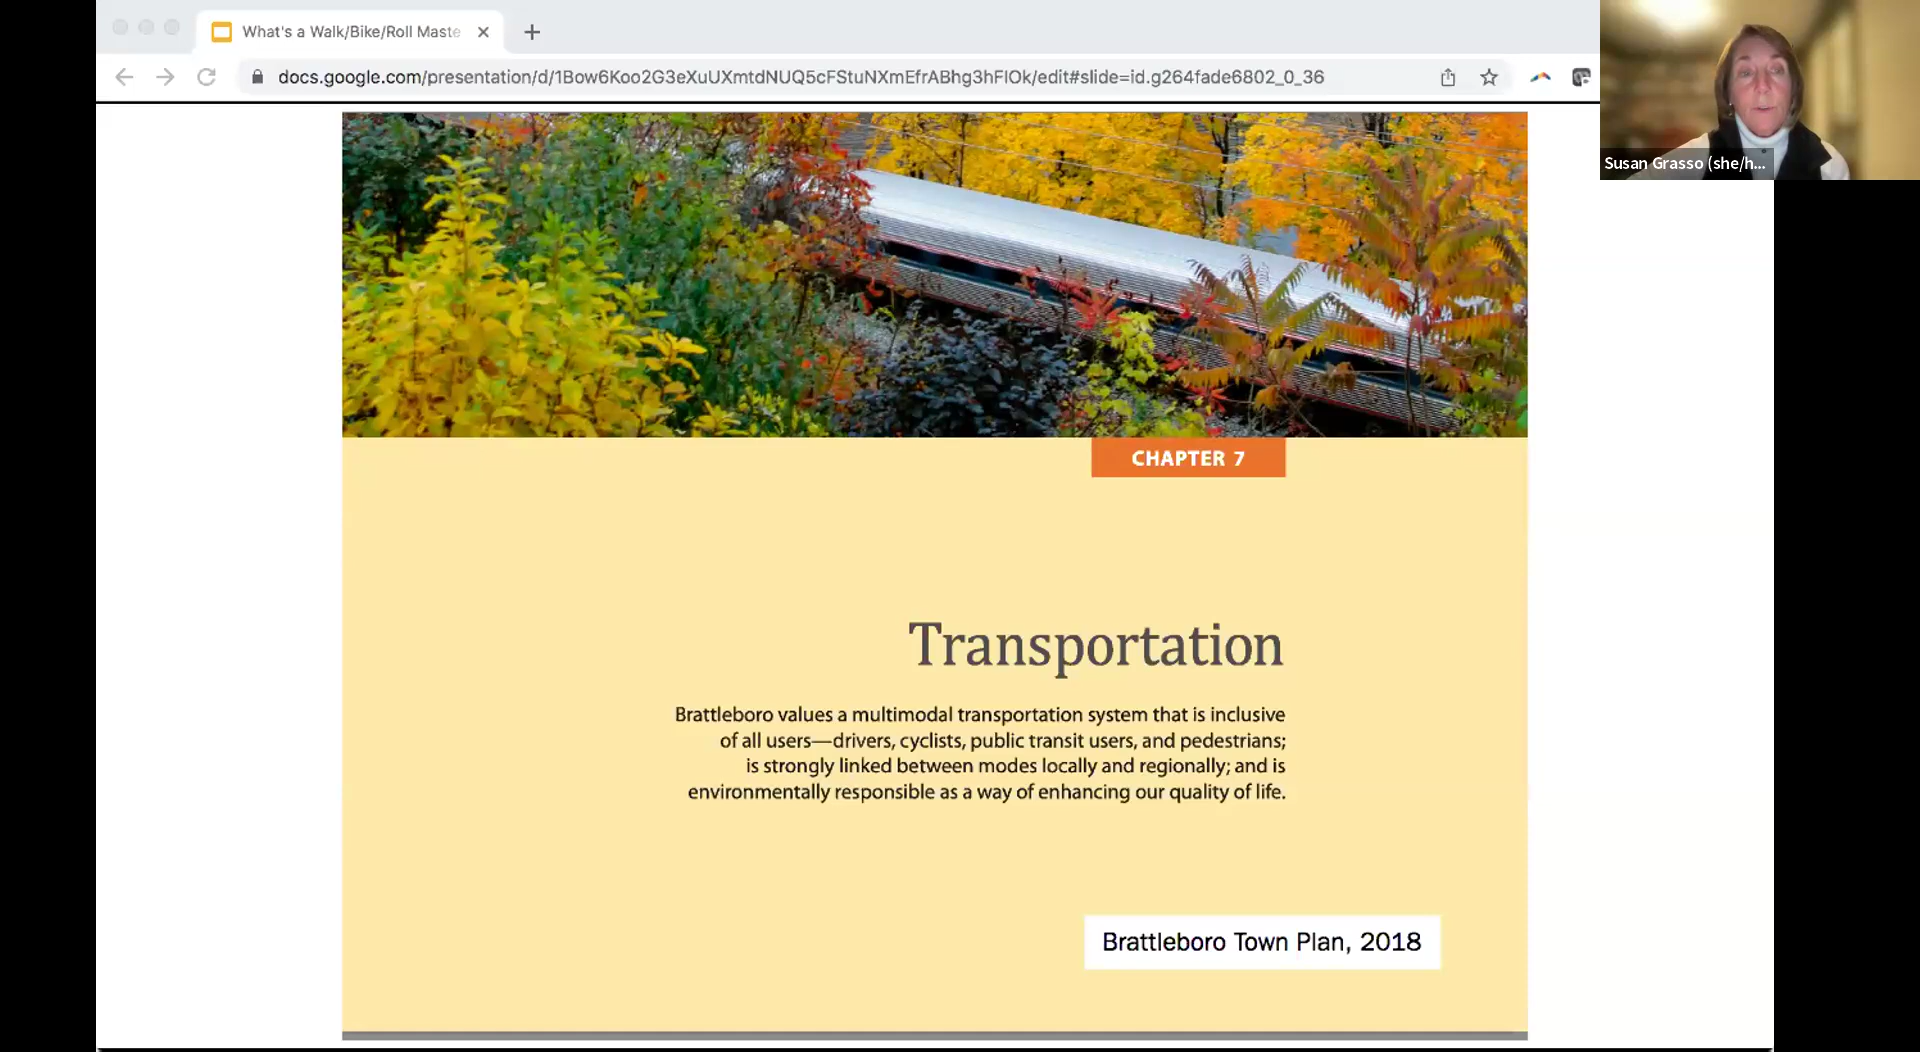 What's a Walk/Bike/Roll Maste
docs.google.com/presentation/d/1Bow6Koo2G3eXuUXmtdNUQ5cFStuNXmEfrABhg3hFIOk/edit#slide=id.g264fade6802_0_36
Susan Grasso (she/h...
CHAPTER 7
Transportation
Brattleboro values a multimodal transportation system that is inclusive
of all users—drivers, cyclists, public transit users, and pedestrians;
is strongly linked between modes locally and regionally; and is
environmentally responsible as a way of enhancing our quality of life.
Brattleboro Town Plan, 2018